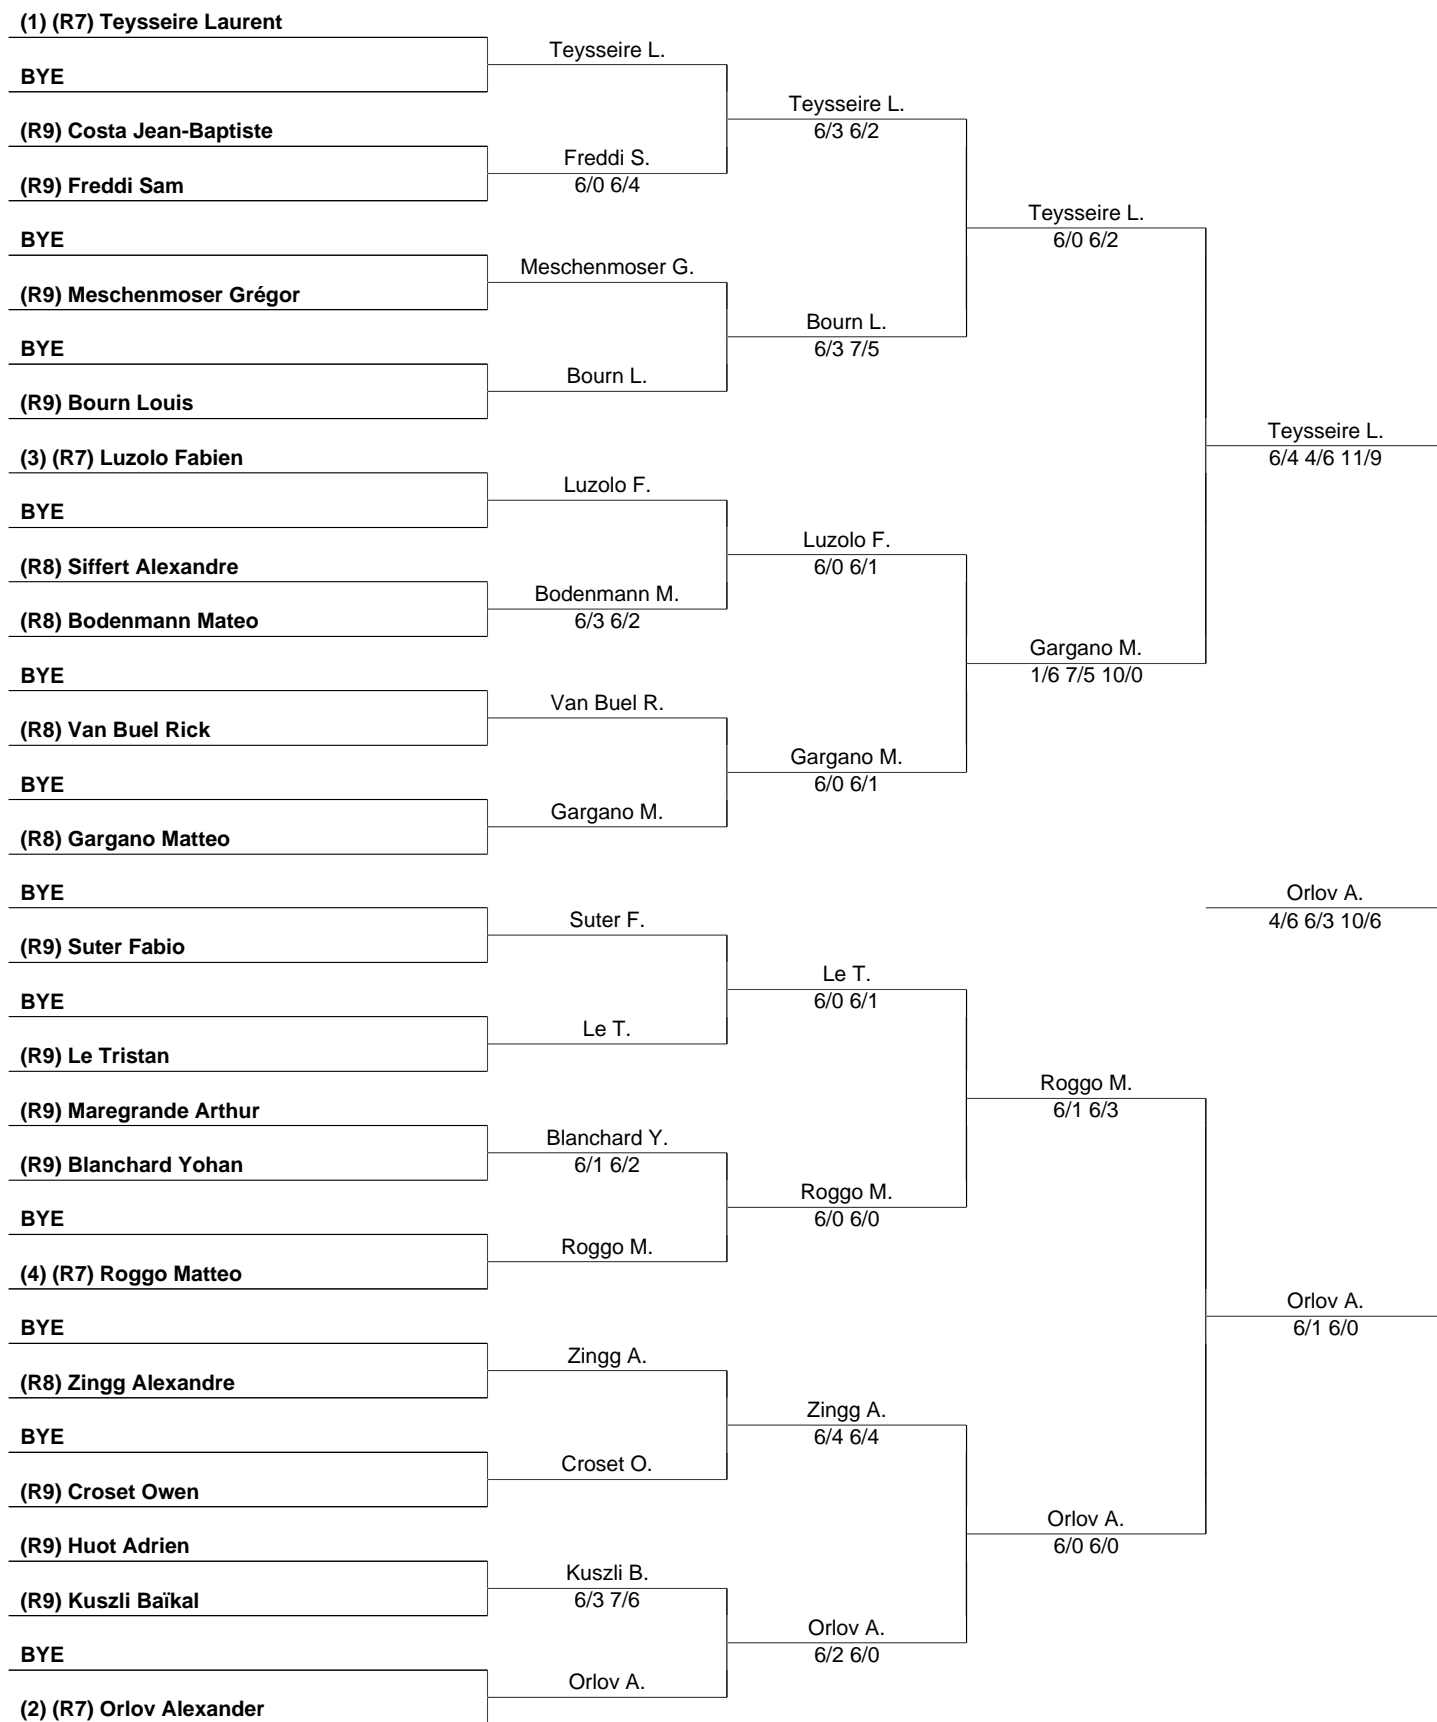 (1) (R7) Teysseire Laurent
BYE
(R9) Costa Jean-Baptiste
(R9) Freddi Sam
BYE
(R9) Meschenmoser Grégor
BYE
(R9) Bourn Louis
(3) (R7) Luzolo Fabien
BYE
(R8) Siffert Alexandre
(R8) Bodenmann Mateo
BYE
(R8) Van Buel Rick
BYE
(R8) Gargano Matteo
BYE
(R9) Suter Fabio
BYE
(R9) Le Tristan
(R9) Maregrande Arthur
(R9) Blanchard Yohan
BYE
(4) (R7) Roggo Matteo
BYE
(R8) Zingg Alexandre
BYE
(R9) Croset Owen
(R9) Huot Adrien
(R9) Kuszli Baïkal
BYE
(2) (R7) Orlov Alexander
Teysseire L.
Freddi S.
6/0 6/4
Meschenmoser G.
Bourn L.
Luzolo F.
Bodenmann M.
6/3 6/2
Van Buel R.
Gargano M.
Suter F.
Le T.
Blanchard Y.
6/1 6/2
Roggo M.
Zingg A.
Croset O.
Kuszli B.
6/3 7/6
Orlov A.
Teysseire L.
6/3 6/2
Bourn L.
6/3 7/5
Luzolo F.
6/0 6/1
Gargano M.
6/0 6/1
Le T.
6/0 6/1
Roggo M.
6/0 6/0
Zingg A.
6/4 6/4
Orlov A.
6/2 6/0
Teysseire L.
6/0 6/2
Gargano M.
1/6 7/5 10/0
Roggo M.
6/1 6/3
Orlov A.
6/0 6/0
Teysseire L.
6/4 4/6 11/9
Orlov A.
4/6 6/3 10/6
Orlov A.
6/1 6/0